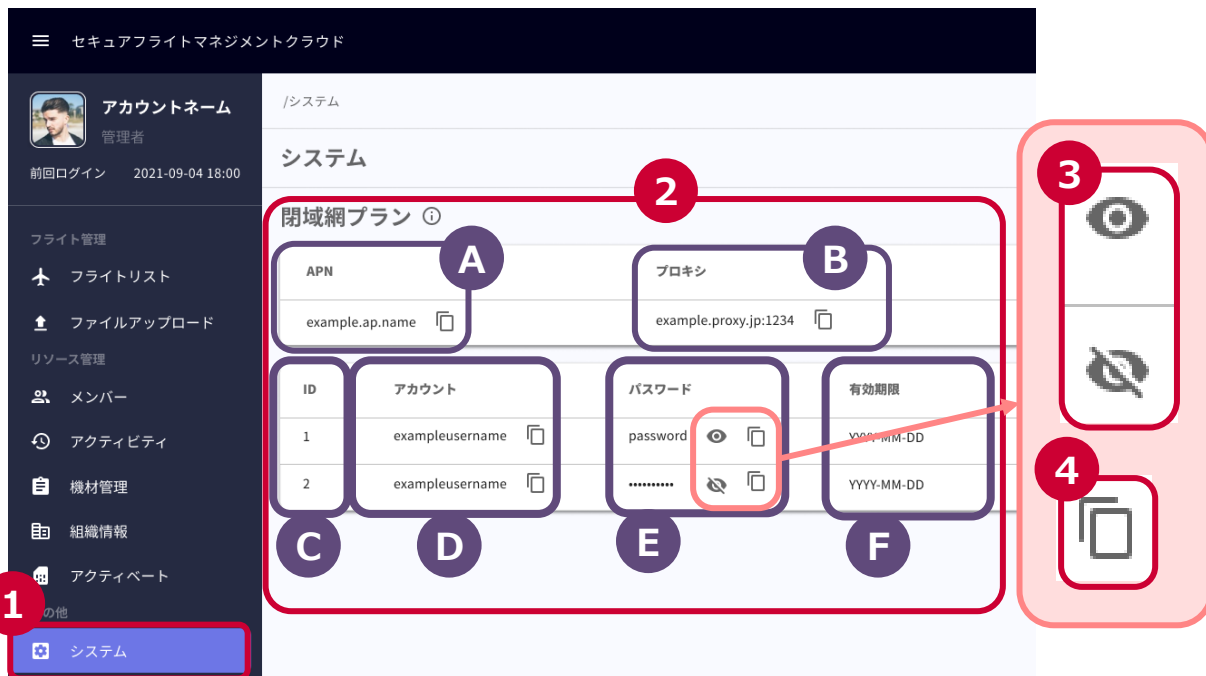 セキュアフライトマネジメントクラウド
アカウントネーム
管理者
前回ログイン 2021-09-04 18:00
フライト管理
フライトリスト
ファイルアップロード
リソース管理
メンバー
アクティビティ
機材管理
組織情報
アクティベート
の他
1
システム
/システム
システム
2
閉域網プラン
A
APN
example.ap.name
B
プロキシ
example.proxy.jp:1234
ID アカウント パスワード 有効期限
1 exampleusername password YYYY-MM-DD
2 exampleusername •••••••••• YYYY-MM-DD
C D E F
3
4